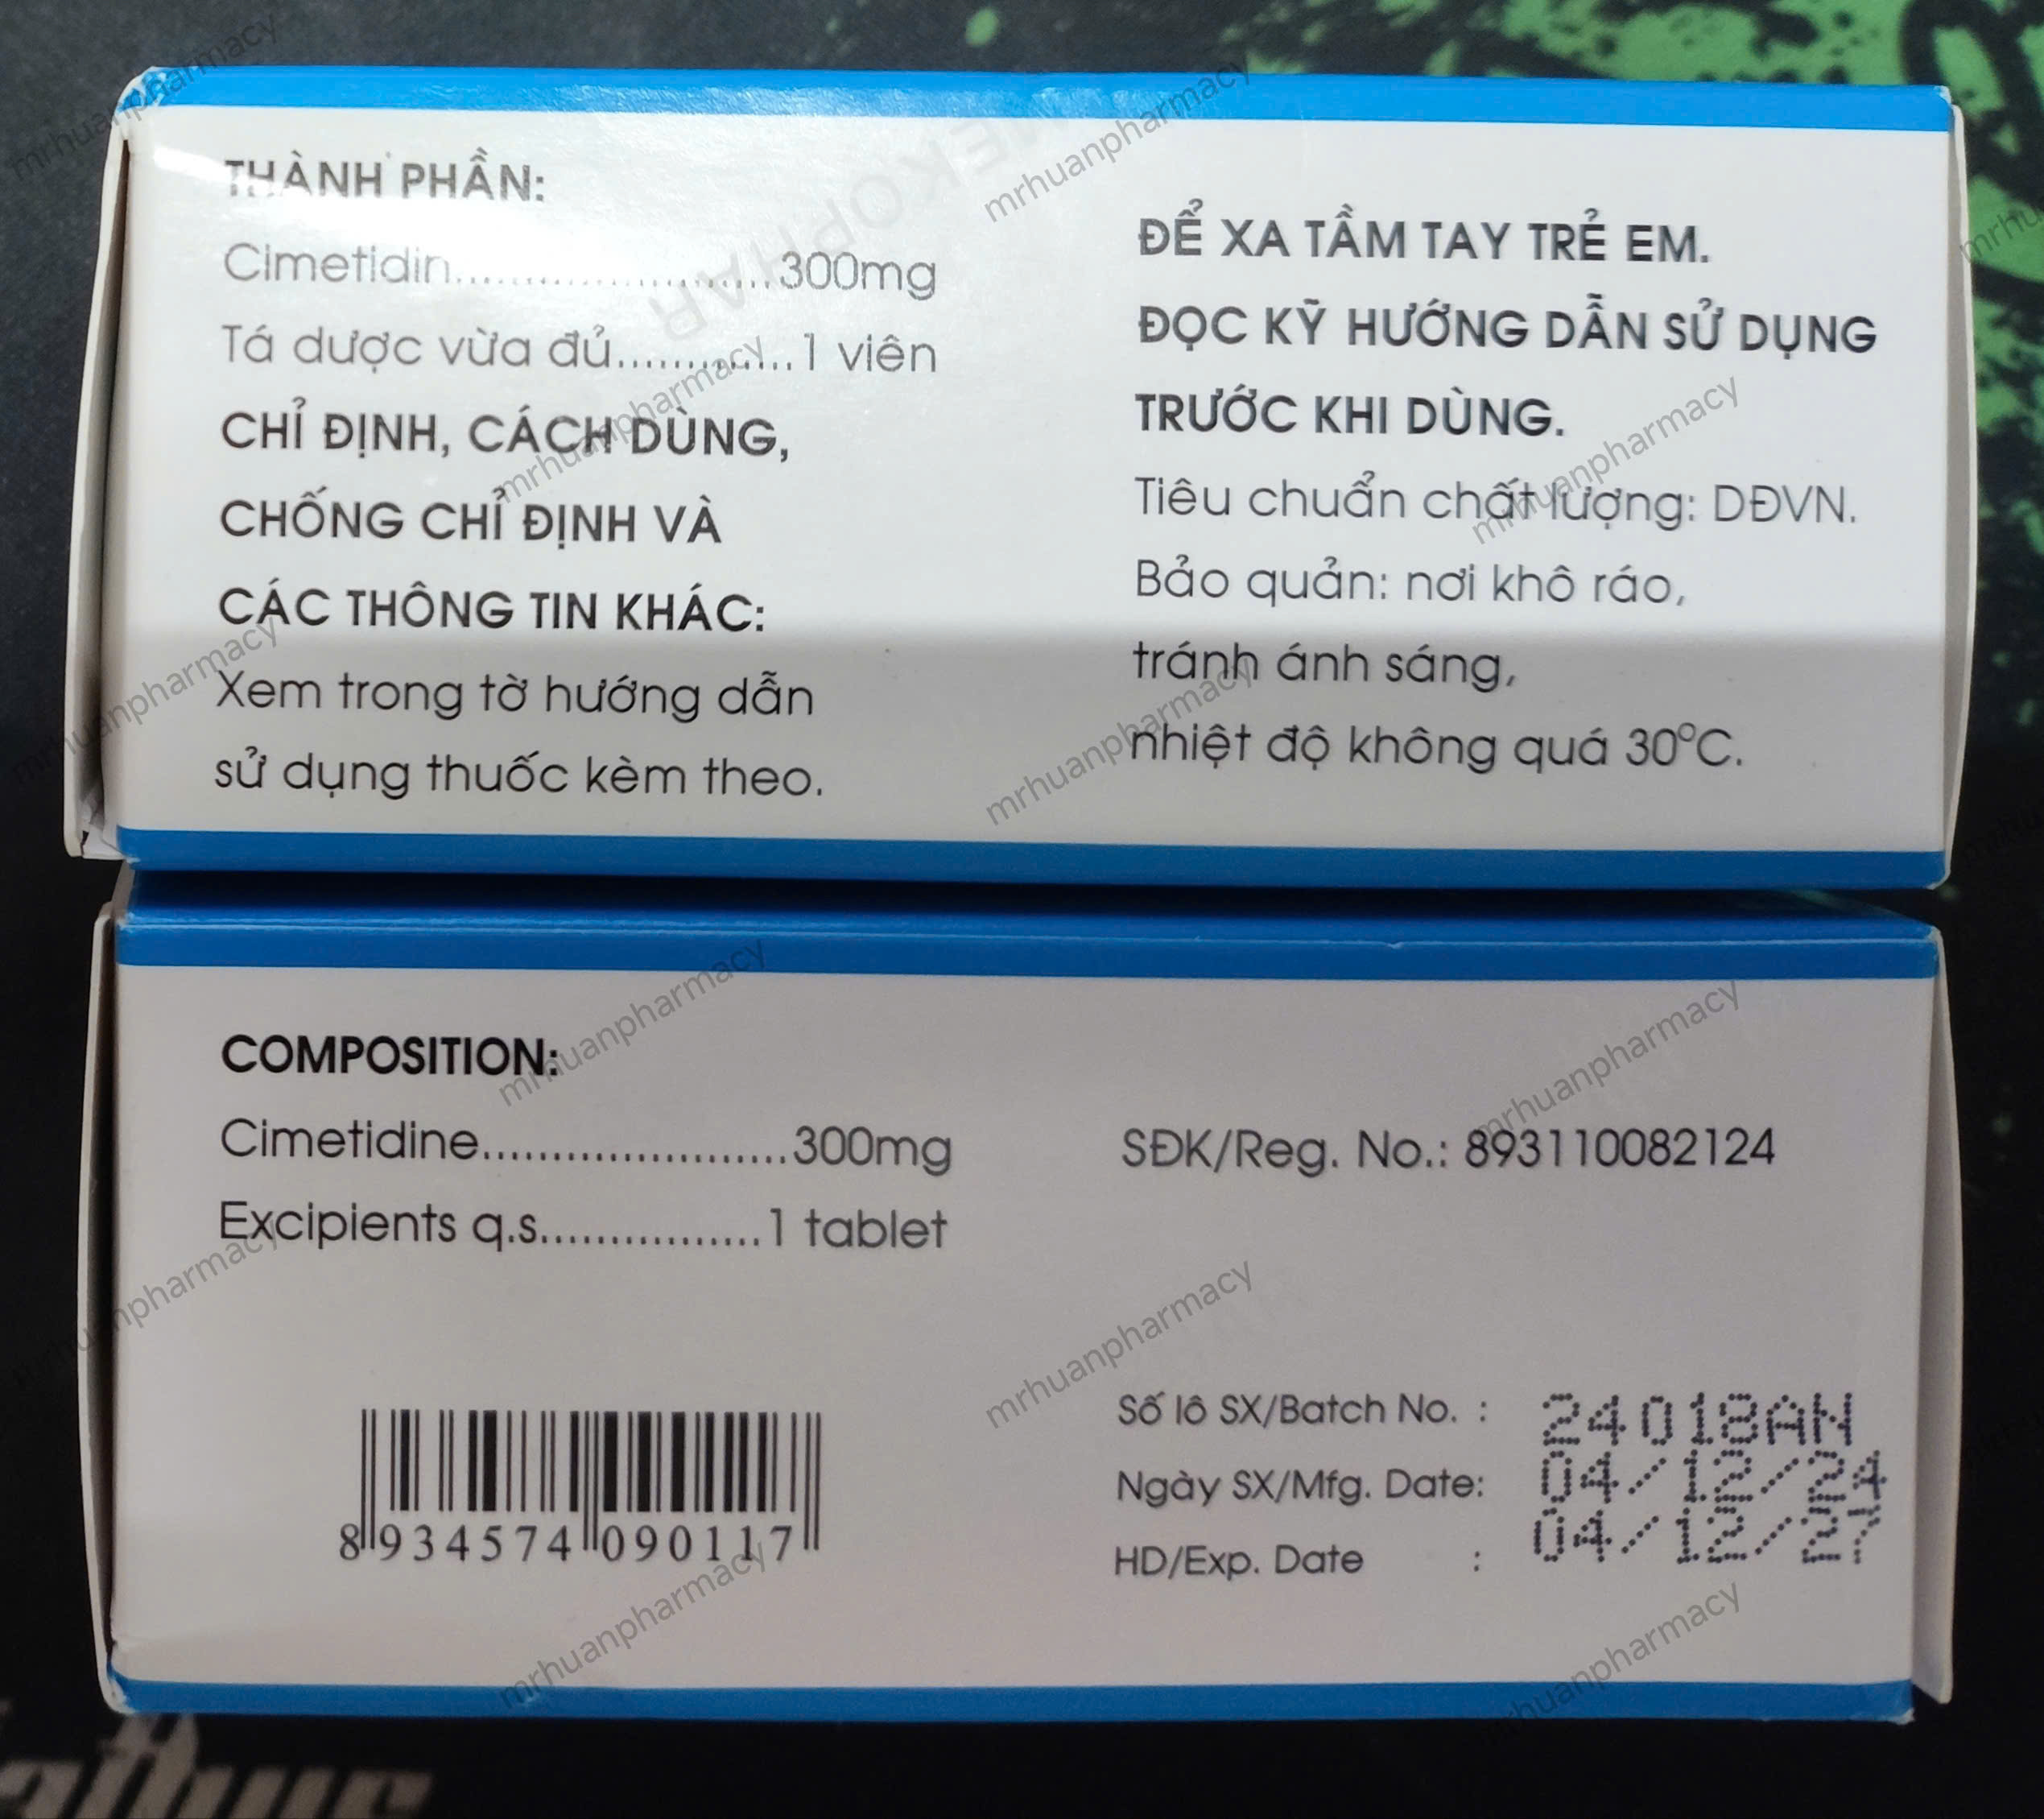 THÀNH PHẦN:
Cimetidin........................300mg
Tá dược vừa đủ.............1 viên
CHỈ ĐỊNH, CÁCH DÙNG,
CHỐNG CHỈ ĐỊNH VÀ
CÁC THÔNG TIN KHÁC:
Xem trong tờ hướng dẫn
sử dụng thuốc kèm theo.
MEKOPHAR
ĐỂ XA TẦM TAY TRẺ EM.
ĐỌC KỸ HƯỚNG DẪN SỬ DỤNG
TRƯỚC KHI DÙNG.
Tiêu chuẩn chất lượng: DĐVN.
Bảo quản: nơi khô ráo,
tránh ánh sáng,
nhiệt độ không quá 30°C.
COMPOSITION:
Cimetidine......................300mg
Excipients q.s................1 tablet
8 934574 090117
SĐK/Reg. No.: 893110082124
Số lô SX/Batch No. : 24018AN
Ngày SX/Mfg. Date: 04/12/24
HD/Exp. Date : 04/12/27
mrhuanpharmacy